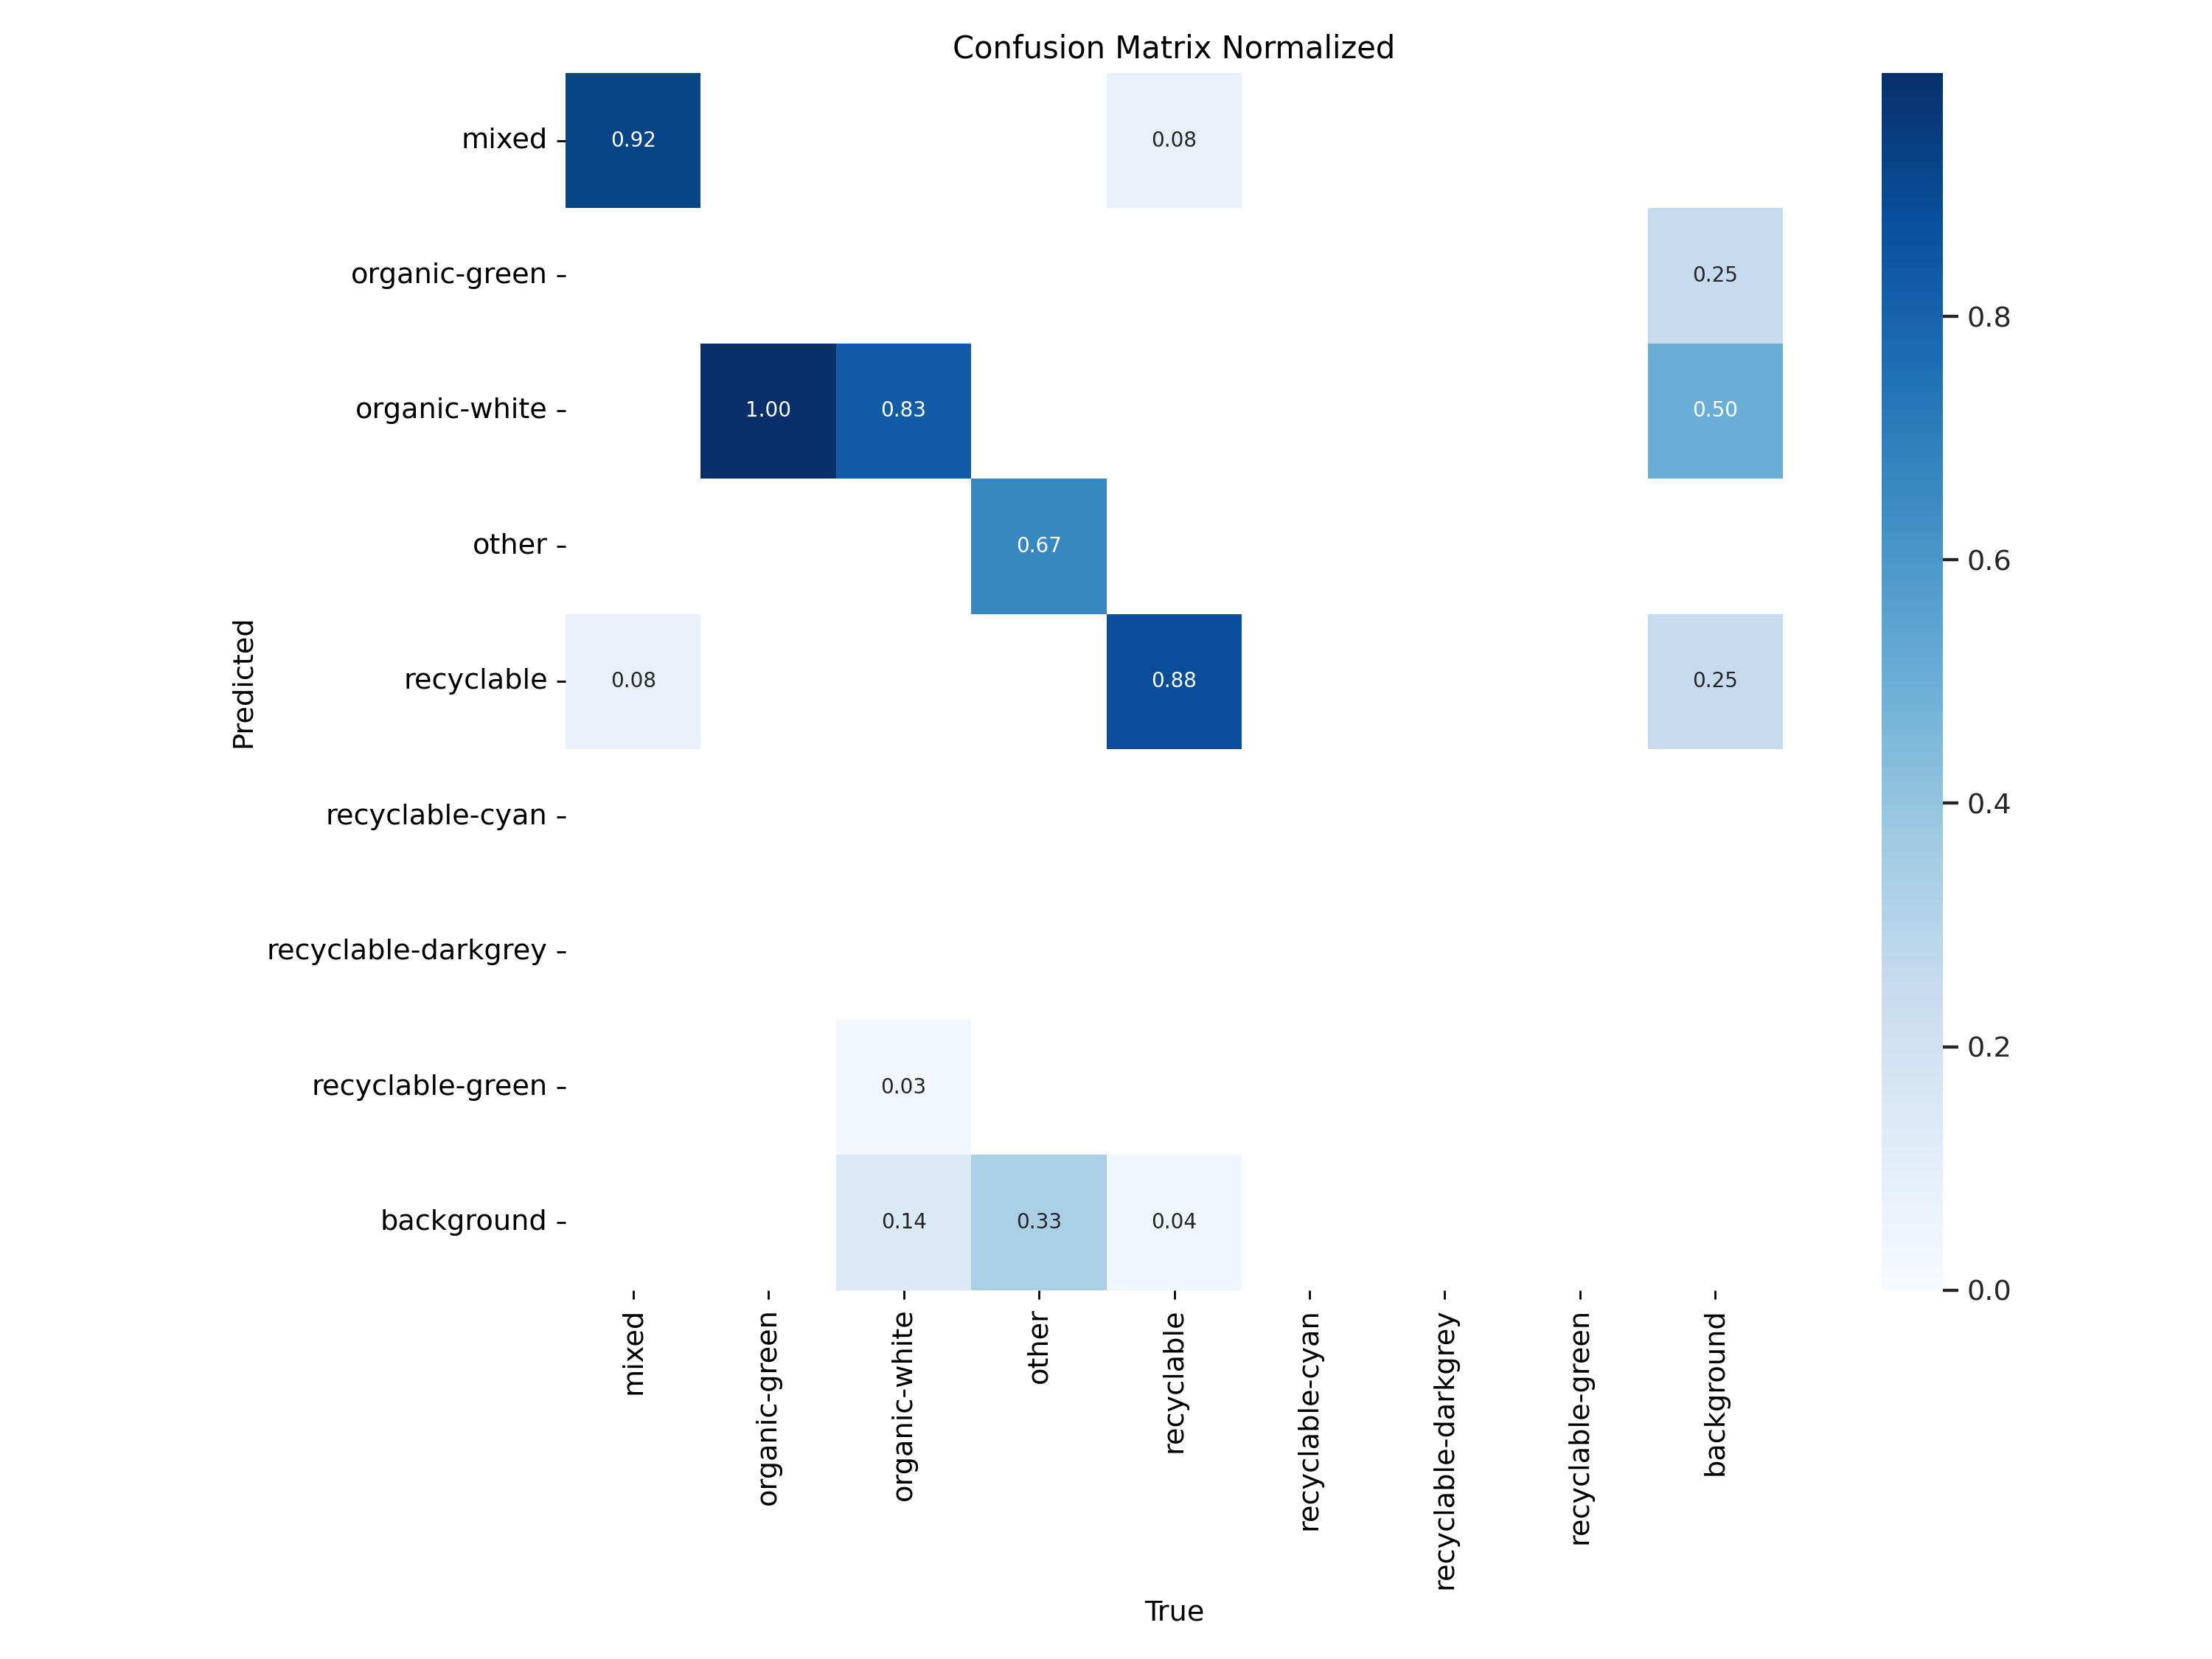 Confusion Matrix Normalized
mixed
0.92
0.08
organic-green
0.25
organic-white
1.00
0.83
0.50
other
0.67
recyclable
0.08
0.88
0.25
recyclable-cyan
recyclable-darkgrey
recyclable-green
0.03
background
0.14
0.33
0.04
Predicted
mixed
organic-green
organic-white
other
recyclable
recyclable-cyan
recyclable-darkgrey
recyclable-green
background
True
0.8
0.6
0.4
0.2
0.0